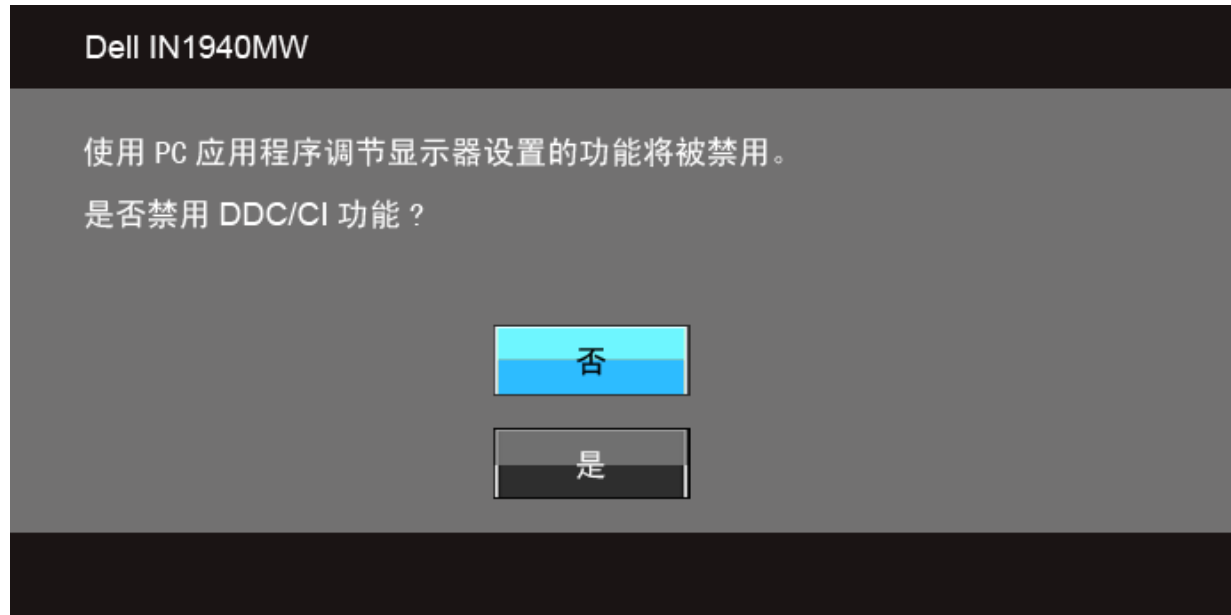 Dell IN1940MW
使用 PC 应用程序调节显示器设置的功能将被禁用。
是否禁用 DDC/CI 功能?
否
是